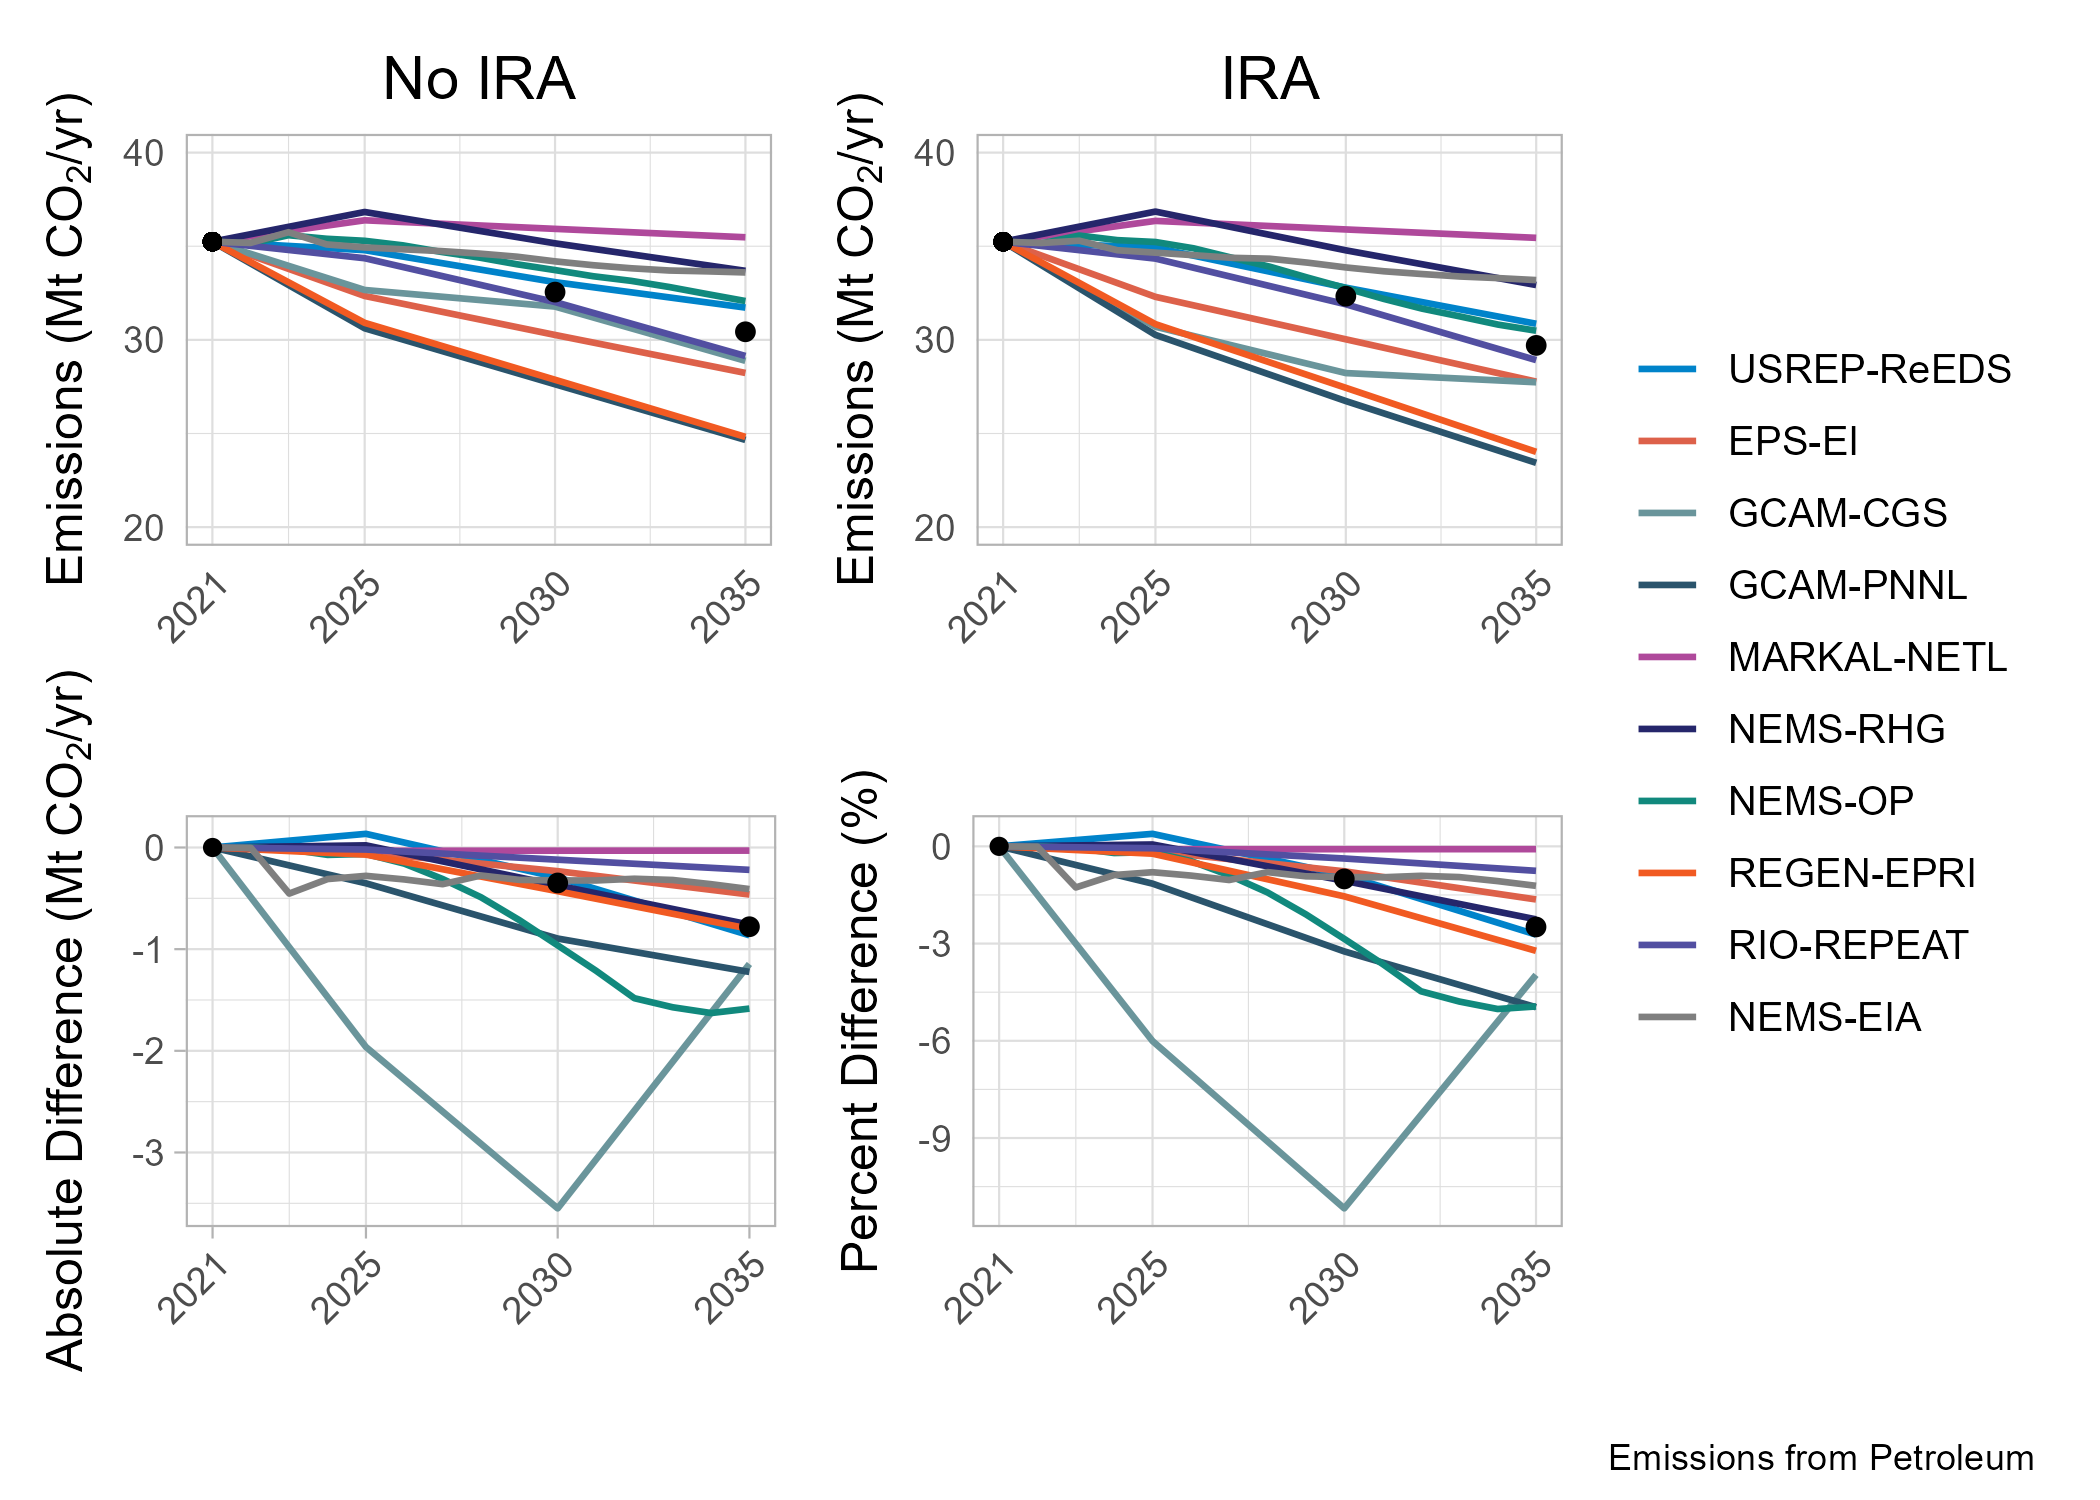 No IRA
IRA
Emissions (Mt CO₂/yr)
40
30
20
2021
2025
2030
2035
Emissions (Mt CO₂/yr)
40
30
20
2021
2025
2030
2035
Absolute Difference (Mt CO₂/yr)
0
-1
-2
-3
2021
2025
2030
2035
Percent Difference (%)
0
-3
-6
-9
2021
2025
2030
2035
USREP-ReEDS
EPS-EI
GCAM-CGS
GCAM-PNNL
MARKAL-NETL
NEMS-RHG
NEMS-OP
REGEN-EPRI
RIO-REPEAT
NEMS-EIA
Emissions from Petroleum